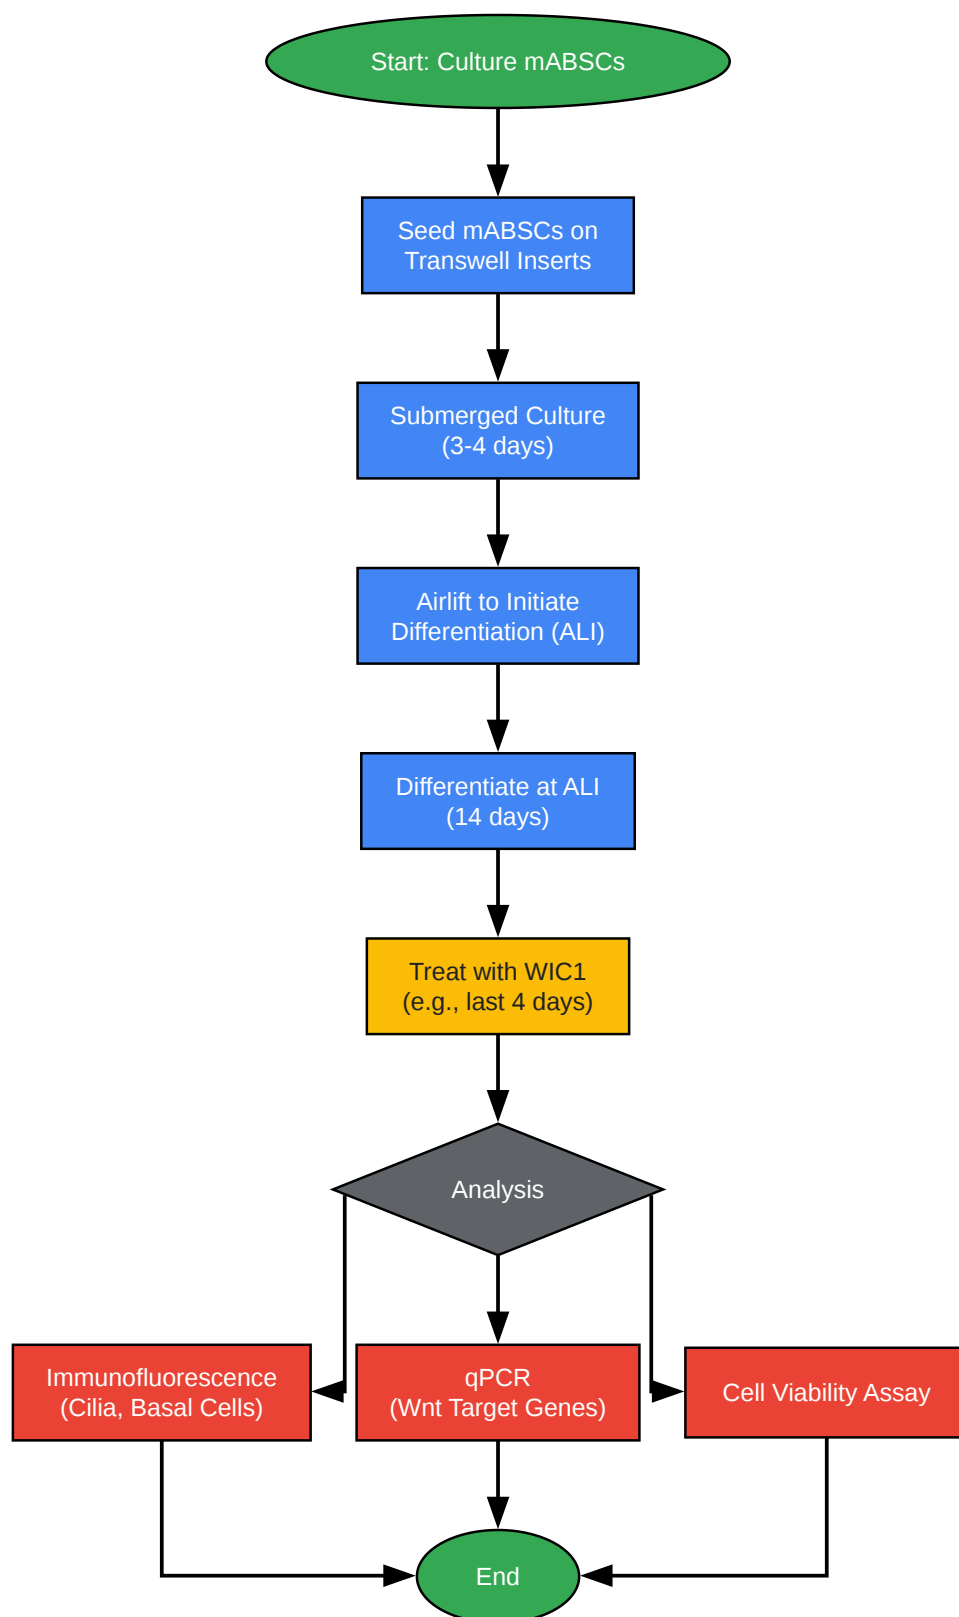 Start: Culture mABSCs
Seed mABSCs on
Transwell Inserts
Submerged Culture
(3-4 days)
Airlift to Initiate
Differentiation (ALI)
Differentiate at ALI
(14 days)
Treat with WIC1
(e.g., last 4 days)
Analysis
Immunofluorescence
(Cilia, Basal Cells)
qPCR
(Wnt Target Genes)
Cell Viability Assay
End